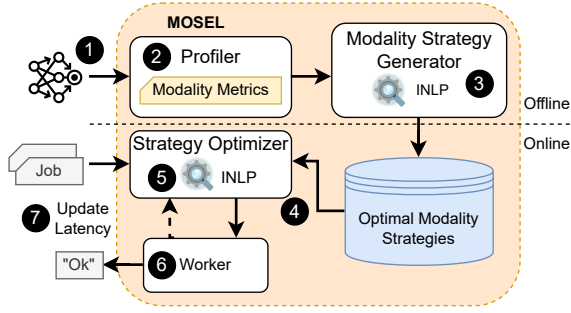 MOSEL
1
2
Profiler
Modality Metrics
Modality Strategy
Generator
INLP
3
Offline
Online
Job
Strategy Optimizer
5
INLP
4
Optimal Modality
Strategies
7
Update
Latency
6
Worker
"Ok"